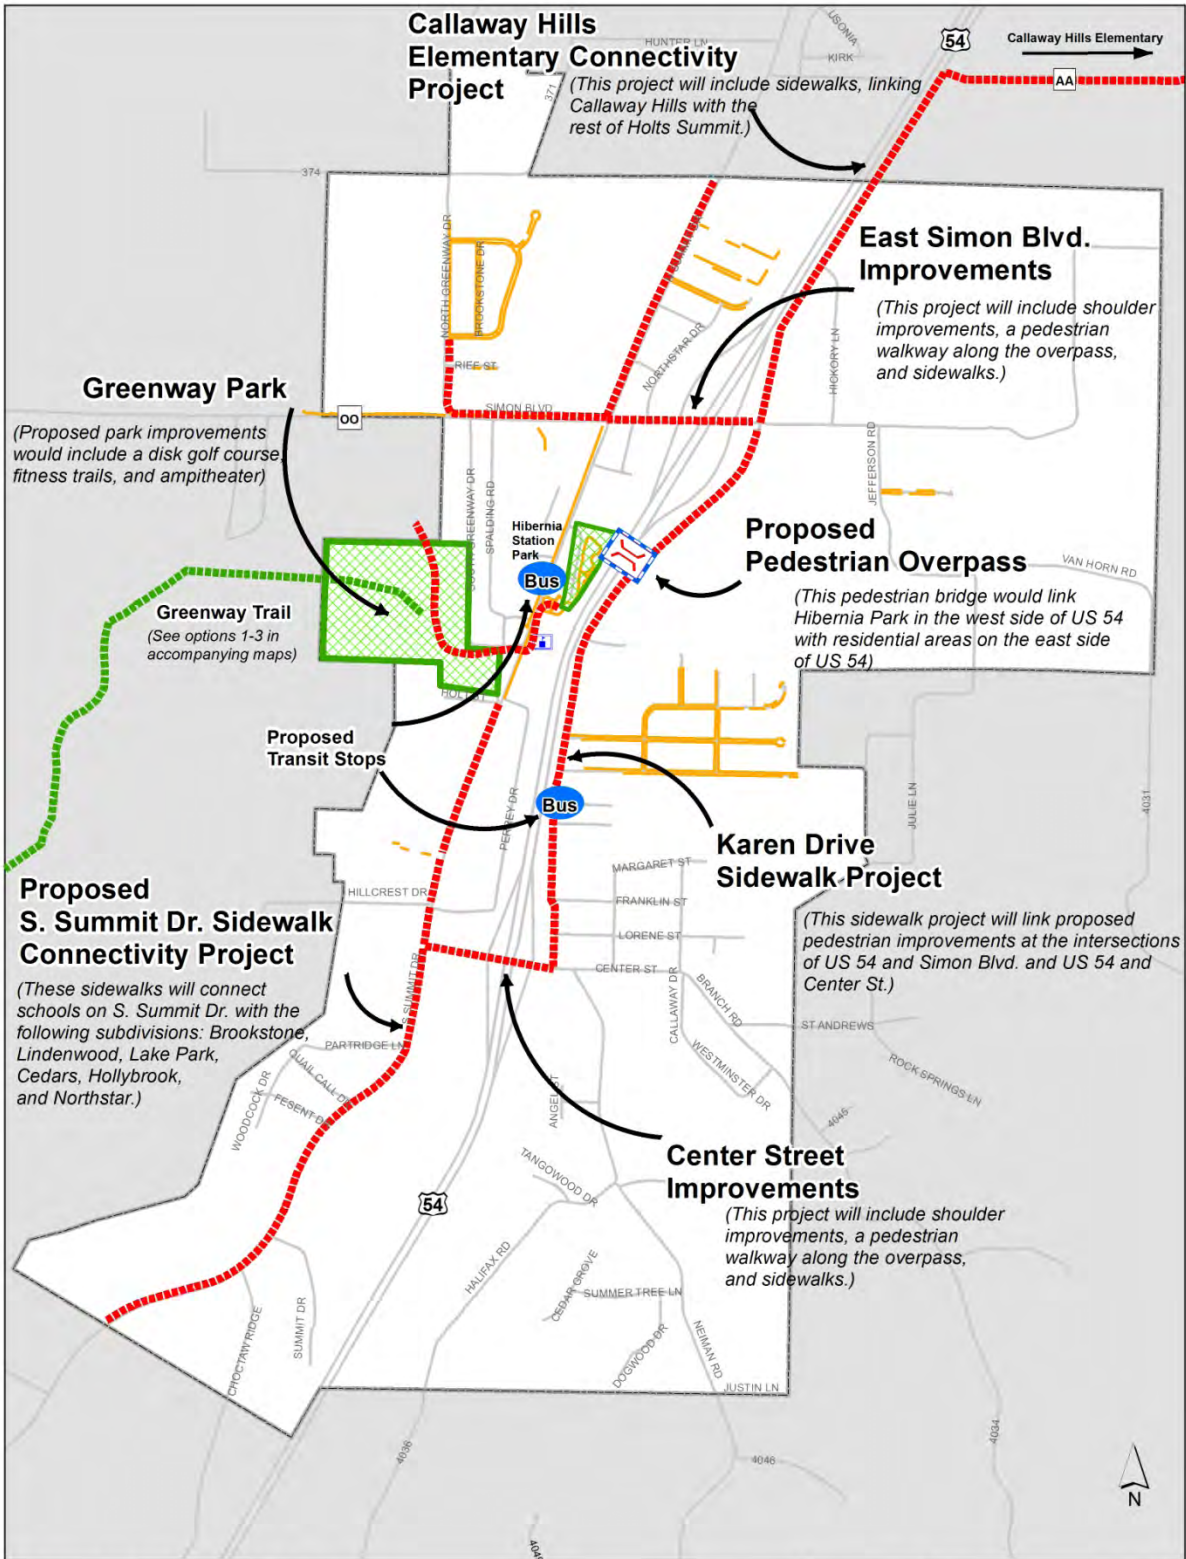 Callaway Hills
Elementary Connectivity
Project
(This project will include sidewalks, linking
Callaway Hills with the
rest of Holts Summit.)
HUNTER LN
USONIA
KIRK
54
Callaway Hills Elementary
AA
371
374
NORTH GREENWAY DR
BROOKSTONE DR
RIEF ST
SIMON BLVD
OO
NORTHSTAR DR
HICKORY LN
East Simon Blvd.
Improvements
(This project will include shoulder
improvements, a pedestrian
walkway along the overpass,
and sidewalks.)
Greenway Park
(Proposed park improvements
would include a disk golf course,
fitness trails, and ampitheater)
SOUTH GREENWAY DR
SPALDING RD
Hibernia
Station
Park
Bus
JEFFERSON RD
VAN HORN RD
Proposed
Pedestrian Overpass
(This pedestrian bridge would link
Hibernia Park in the west side of US 54
with residential areas on the east side
of US 54)
Greenway Trail
(See options 1-3 in
accompanying maps)
HOLT ST
Proposed
Transit Stops
Bus
PERREY DR
JULIE LN
4031
Karen Drive
Sidewalk Project
(This sidewalk project will link proposed
pedestrian improvements at the intersections
of US 54 and Simon Blvd. and US 54 and
Center St.)
MARGARET ST
FRANKLIN ST
LORENE ST
CENTER ST
HILLCREST DR
Proposed
S. Summit Dr. Sidewalk
Connectivity Project
(These sidewalks will connect
schools on S. Summit Dr. with the
following subdivisions: Brookstone,
Lindenwood, Lake Park,
Cedars, Hollybrook,
and Northstar.)
S SUMMIT DR
PARTRIDGE LN
QUAIL CALL DR
FESENT DR
WOODCOCK DR
CALLAWAY DR
BRANCH RD
ST ANDREWS
WESTMINSTER DR
ROCK SPRINGS LN
4045
ANGEL ST
Center Street
Improvements
(This project will include shoulder
improvements, a pedestrian
walkway along the overpass,
and sidewalks.)
TANGOWOOD DR
54
HALIFAX RD
CEDAR GROVE
SUMMER TREE LN
DOGWOOD DR
NEIMAN RD
JUSTIN LN
SUMMIT DR
CHOCTAW RIDGE
4036
4046
4034
N